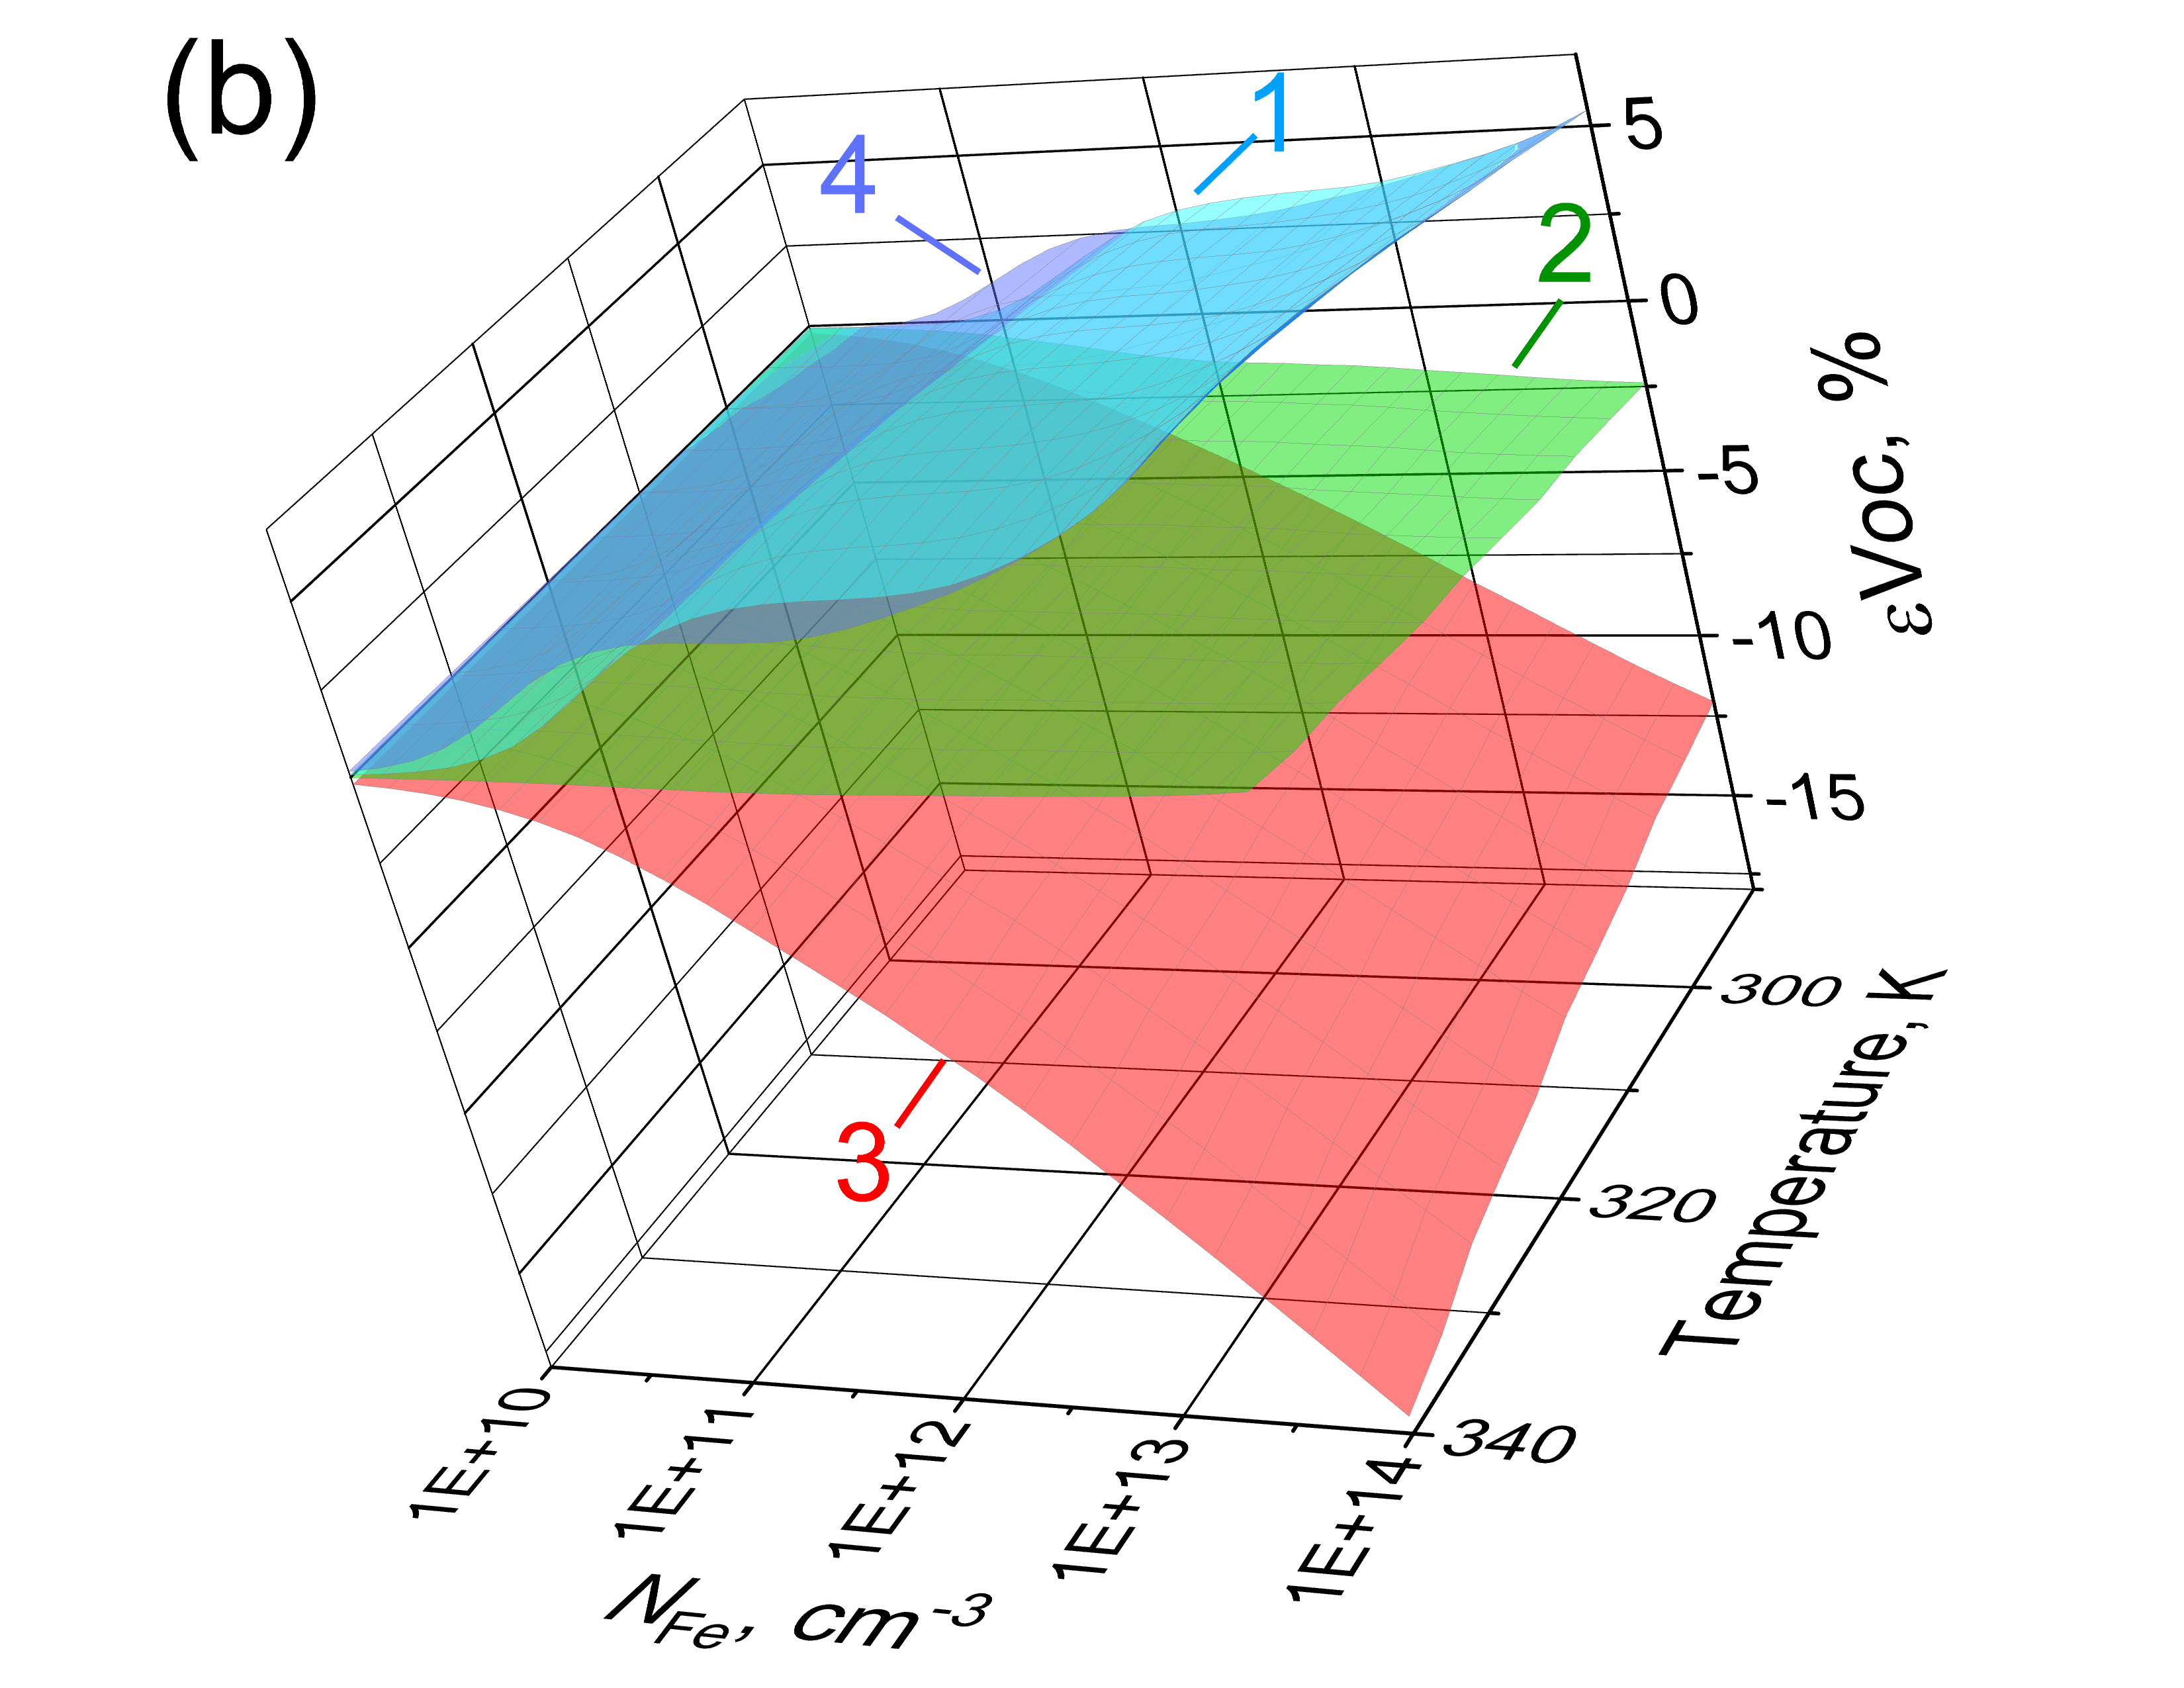 (b)
1
4
2
3
5
0
-5
-10
-15
εVOC, %
300
320
340
Temperature, K
1E+10
1E+11
1E+12
1E+13
1E+14
N_Fe, cm^-3